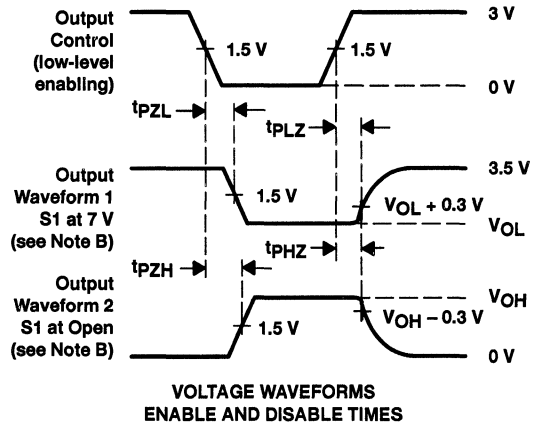 Output
Control
(low-level
enabling)
1.5 V
1.5 V
3 V
0 V
tPZL
tPLZ
Output
Waveform 1
S1 at 7 V
(see Note B)
1.5 V
3.5 V
VOL + 0.3 V
VOL
tPZH
tPHZ
Output
Waveform 2
S1 at Open
(see Note B)
1.5 V
VOH
VOH – 0.3 V
0 V
VOLTAGE WAVEFORMS
ENABLE AND DISABLE TIMES